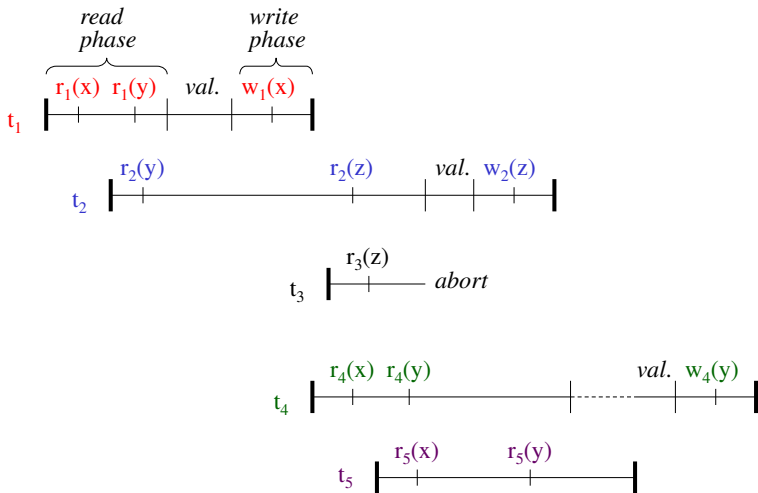 read phase write phase
r1(x) r1(y) val. w1(x)
t1
r2(y) r2(z) val. w2(z)
t2
r3(z) abort
t3
r4(x) r4(y) val. w4(y)
t4
r5(x) r5(y)
t5